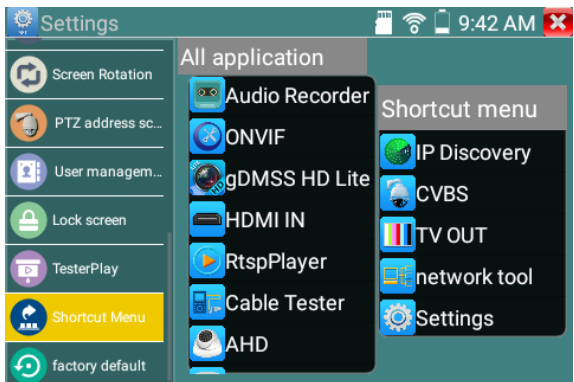 Settings
9:42 AM
Screen Rotation
PTZ address sc...
User managem...
Lock screen
TesterPlay
Shortcut Menu
factory default
All application
Audio Recorder
ONVIF
gDMSS HD Lite
HDMI IN
RtspPlayer
Cable Tester
AHD
Shortcut menu
IP Discovery
CVBS
TV OUT
network tool
Settings